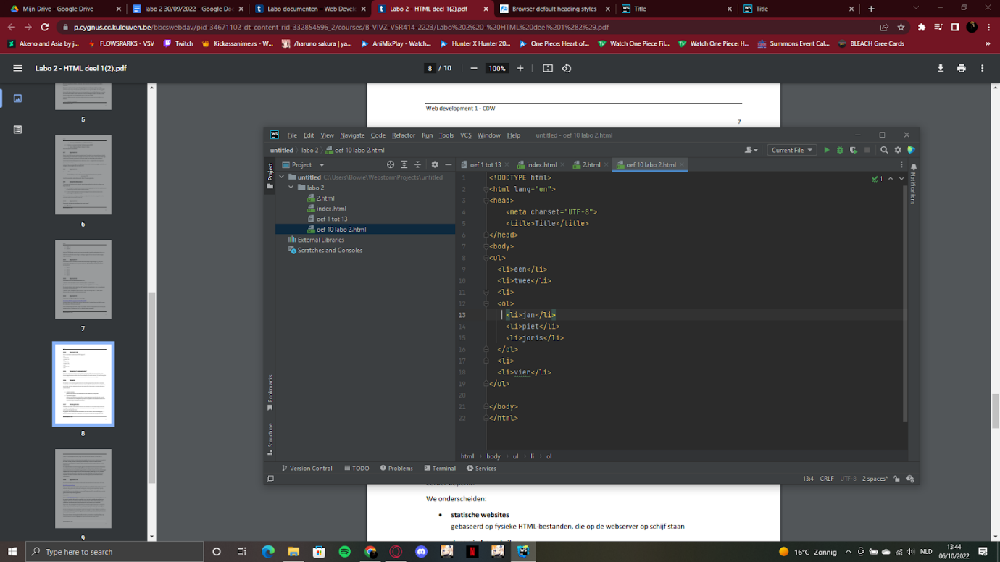 Mijn Drive - Google Drive
labo 2 30/09/2022 - Google Doc
Labo documenten – Web Devel
Labo 2 - HTML deel 1(2).pdf
Browser default heading styles
Title
Title
p.cygnus.cc.kuleuven.be/bbcswebdav/pid-34671102-dt-content-rid-332854596_2/courses/B-VIVZ-V5R414-2223/Labo%202%20-%20HTML%20deel%201%282%29.pdf
Akeno and Asia by j...
FLOWSPARKS - VSV
Twitch
Kickassanime.rs - W...
/haruno sakura | ya...
AniMixPlay - Watch...
Hunter X Hunter 20...
One Piece: Heart of...
Watch One Piece Fil...
Watch One Piece: H...
Summons Event Cal...
BLEACH Gree Cards
»
Labo 2 - HTML deel 1(2).pdf
8 / 10
100%
5
6
7
8
9
Web development 1 - CDW
7
WS
File Edit View Navigate Code Refactor Run Tools VCS Window Help
untitled - oef 10 labo 2.html
untitled labo 2 oef 10 labo 2.html
Current File
Project
Project
oef 1 tot 13
index.html
2.html
oef 10 labo 2.html
untitled C:\Users\Bowie\WebstormProjects\untitled
labo 2
2.html
index.html
oef 1 tot 13
oef 10 labo 2.html
External Libraries
Scratches and Consoles
Bookmarks
Structure
Notifications
1
1 <!DOCTYPE html>
2 <html lang="en">
3 <head>
4 <meta charset="UTF-8">
5 <title>Title</title>
6 </head>
7 <body>
8 <ul>
9 <li>een</li>
10 <li>twee</li>
11 <li>
12 <ol>
13 <li>jan</li>
14 <li>piet</li>
15 <li>joris</li>
16 </ol>
17 <li>
18 <li>vier</li>
19 </ul>
20
21 </body>
22 </html>
html body ul li ol
Version Control TODO Problems Terminal Services
13:4 CRLF UTF-8 2 spaces*
We onderscheiden:
• statische websites
gebaseerd op fysieke HTML-bestanden, die op de webserver op schijf staan
Type here to search
16°C Zonnig
NLD
13:44
06/10/2022